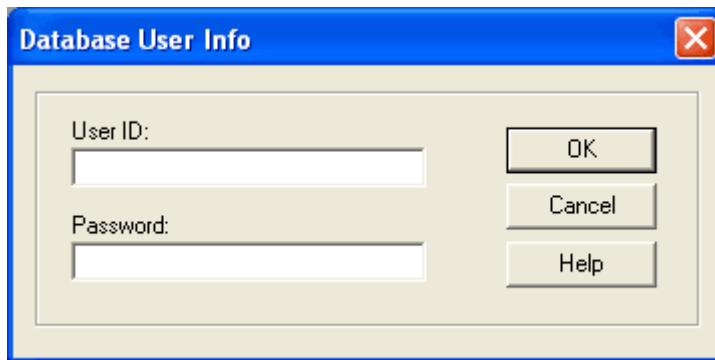 Database User Info
User ID:
OK
Cancel
Password:
Help